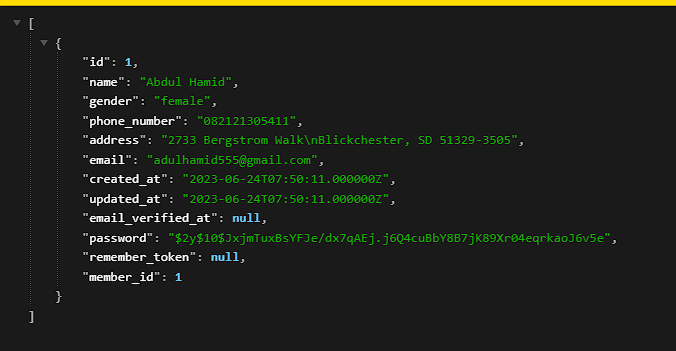 [
{
"id": 1,
"name": "Abdul Hamid",
"gender": "female",
"phone_number": "082121305411",
"address": "2733 Bergstrom Walk\nBlickchester, SD 51329-3505",
"email": "adulhamid555@gmail.com",
"created_at": "2023-06-24T07:50:11.000000Z",
"updated_at": "2023-06-24T07:50:11.000000Z",
"email_verified_at": null,
"password": "$2y$10$JxjmTuxBsYFJe/dx7qAEj.j6Q4cuBbY8B7jK89Xr04eqrkaoJ6v5e",
"remember_token": null,
"member_id": 1
}
]